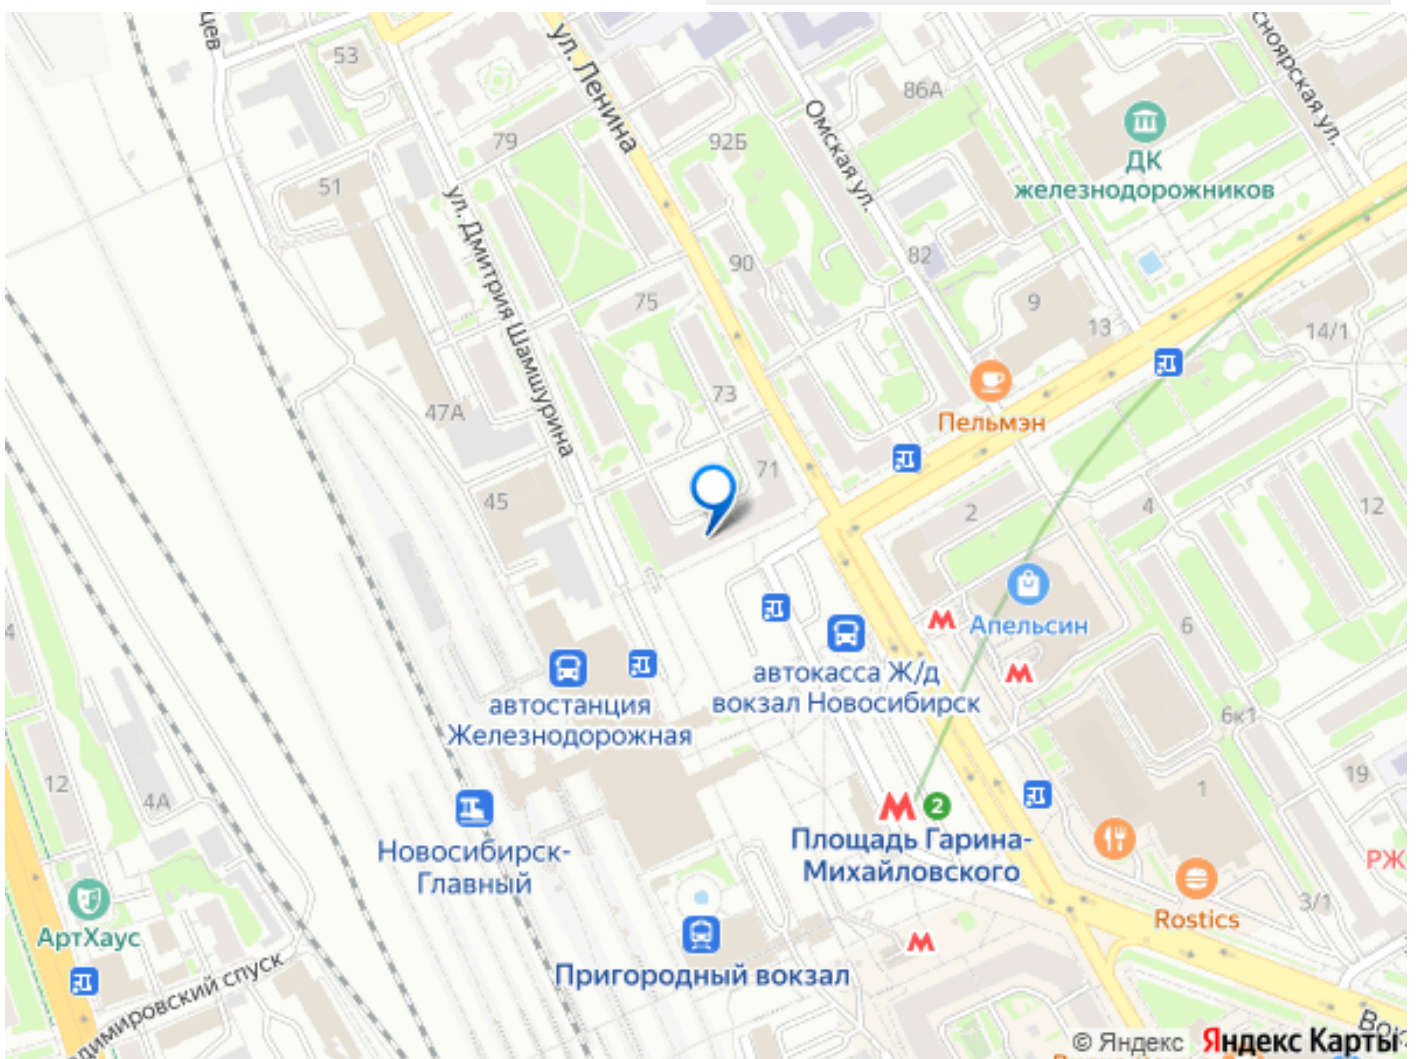 53
ул. Ленина
86А
Омская ул.
ДК
железнодорожников
79
92Б
51
ул. Дмитрия Шамшурина
90
82
75
9
13
14/1
73
47А
Пельмэн
71
45
2
4
12
Апельсин
6
автокасса Ж/д
вокзал Новосибирск
автостанция
Железнодорожная
6к1
12
4А
1
19
2
Площадь Гарина-
Михайловского
Новосибирск-
Главный
РЖ
Rostics
3/1
АртХаус
Пригородный вокзал
© Яндекс
Яндекс Карты